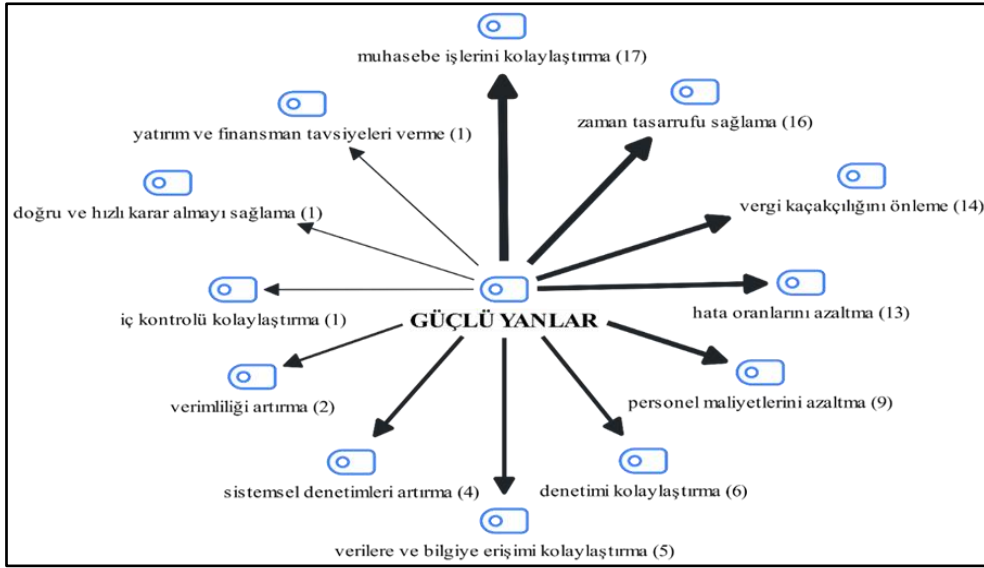 muhasebe işlerini kolaylaştırma (17)
zaman tasarrufu sağlama (16)
yatırım ve finansman tavsiyeleri verme (1)
vergi kaçakçılığını önleme (14)
doğru ve hızlı karar almayı sağlama (1)
hata oranlarını azaltma (13)
iç kontrolü kolaylaştırma (1)
GÜÇLÜ YANLAR
personel maliyetlerini azaltma (9)
verimliliği artırma (2)
sistemsel denetimleri artırma (4)
denetimi kolaylaştırma (6)
verilere ve bilgiye erişimi kolaylaştırma (5)